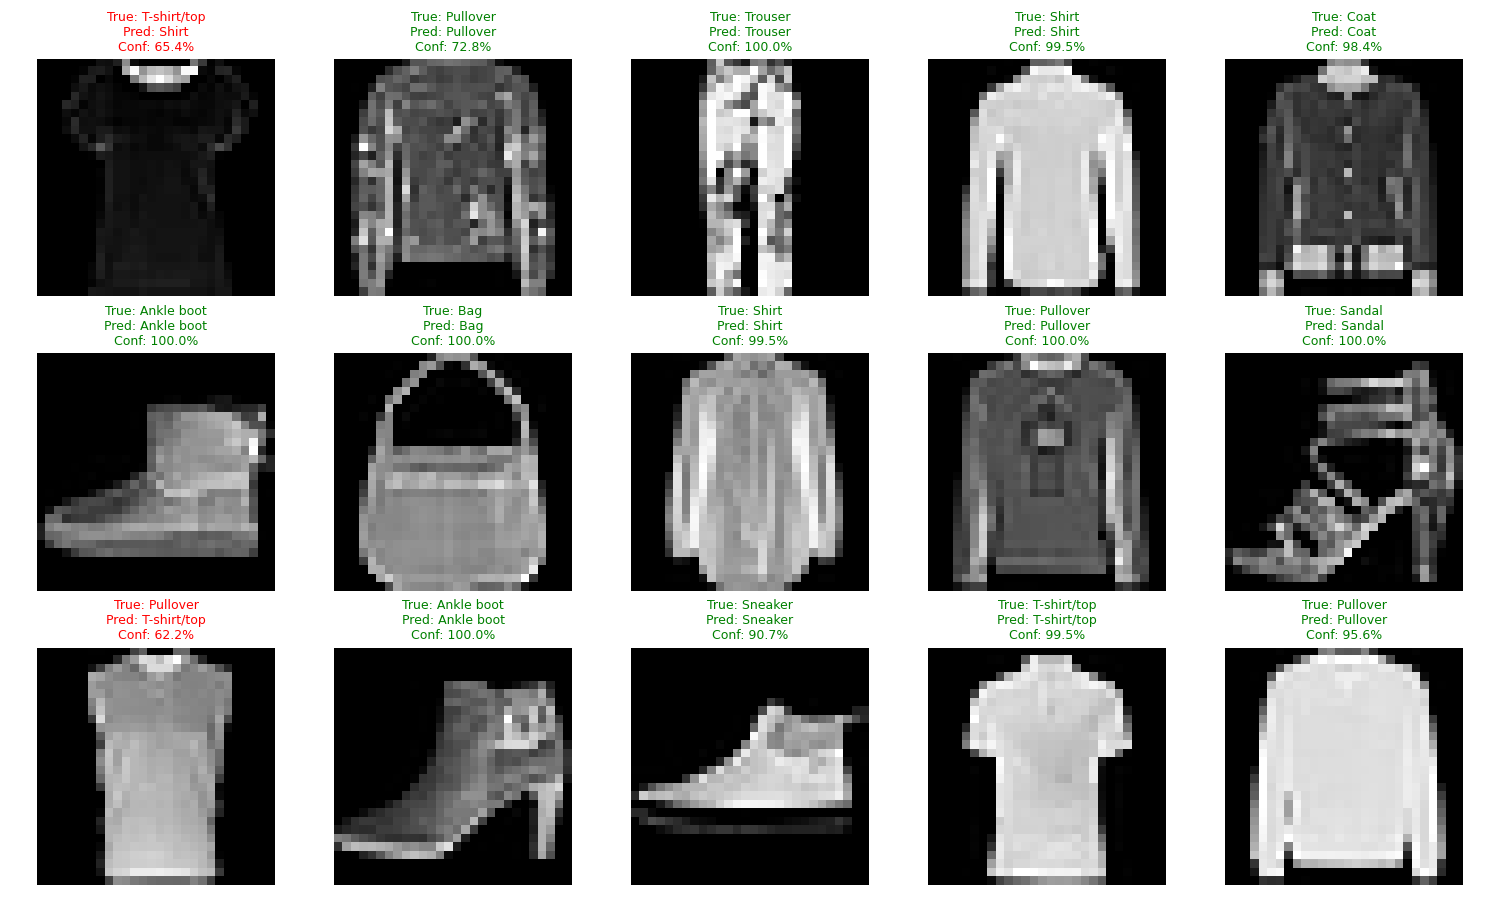 True: T-shirt/top
Pred: Shirt
Conf: 65.4%
True: Pullover
Pred: Pullover
Conf: 72.8%
True: Trouser
Pred: Trouser
Conf: 100.0%
True: Shirt
Pred: Shirt
Conf: 99.5%
True: Coat
Pred: Coat
Conf: 98.4%
True: Ankle boot
Pred: Ankle boot
Conf: 100.0%
True: Bag
Pred: Bag
Conf: 100.0%
True: Shirt
Pred: Shirt
Conf: 99.5%
True: Pullover
Pred: Pullover
Conf: 100.0%
True: Sandal
Pred: Sandal
Conf: 100.0%
True: Pullover
Pred: T-shirt/top
Conf: 62.2%
True: Ankle boot
Pred: Ankle boot
Conf: 100.0%
True: Sneaker
Pred: Sneaker
Conf: 90.7%
True: T-shirt/top
Pred: T-shirt/top
Conf: 99.5%
True: Pullover
Pred: Pullover
Conf: 95.6%